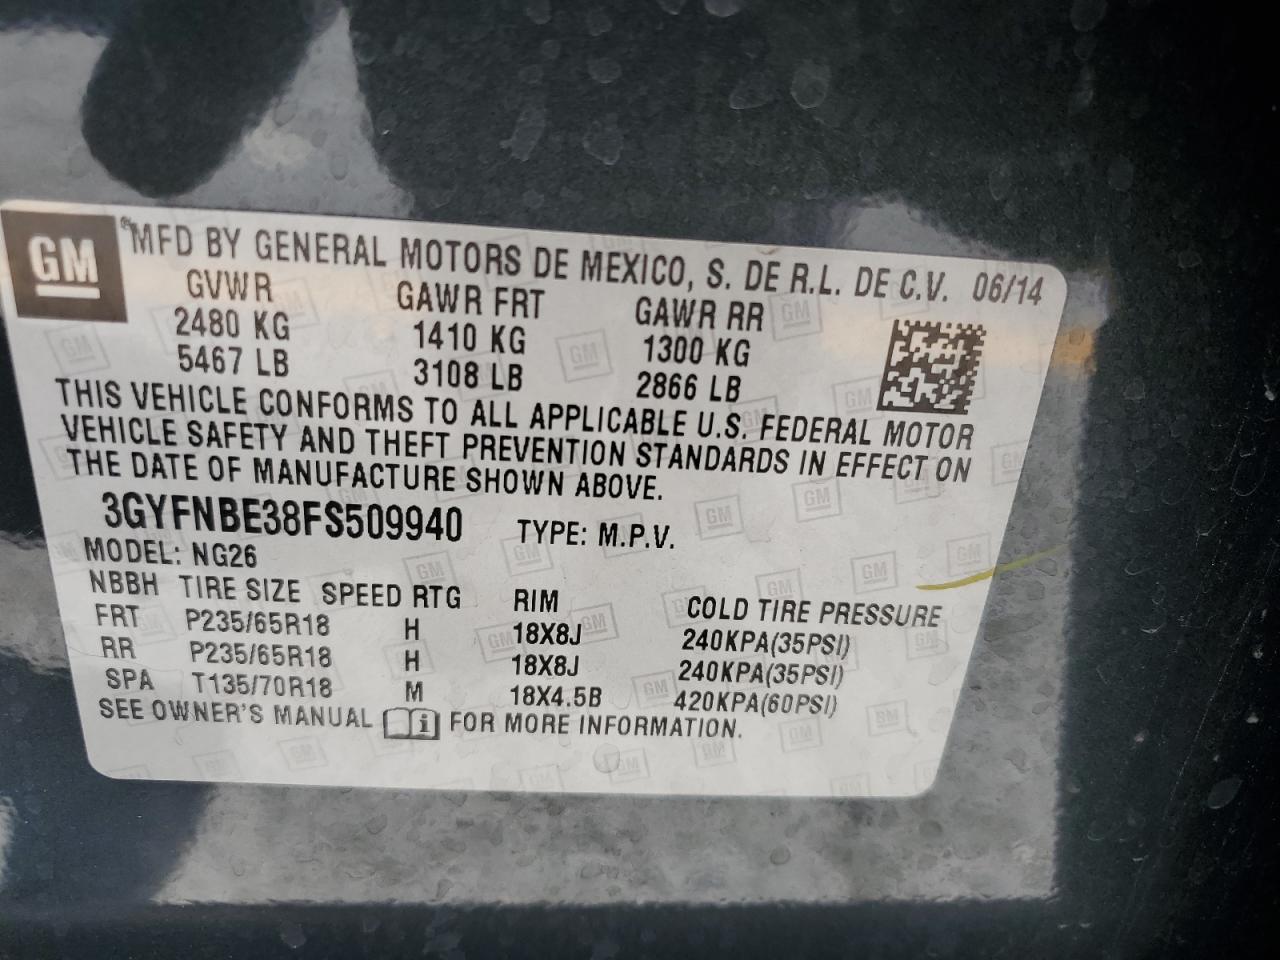 GM
MFD BY GENERAL MOTORS DE MEXICO, S. DE R.L. DE C.V. 06/14
GVWR GAWR FRT GAWR RR
2480 KG 1410 KG 1300 KG
5467 LB 3108 LB 2866 LB
THIS VEHICLE CONFORMS TO ALL APPLICABLE U.S. FEDERAL MOTOR
VEHICLE SAFETY AND THEFT PREVENTION STANDARDS IN EFFECT ON
THE DATE OF MANUFACTURE SHOWN ABOVE.
3GYFNBE38FS509940 TYPE: M.P.V.
MODEL: NG26
NBBH TIRE SIZE SPEED RTG RIM COLD TIRE PRESSURE
FRT P235/65R18 H 18X8J 240KPA(35PSI)
RR P235/65R18 H 18X8J 240KPA(35PSI)
SPA T135/70R18 M 18X4.5B 420KPA(60PSI)
SEE OWNER'S MANUAL i FOR MORE INFORMATION.